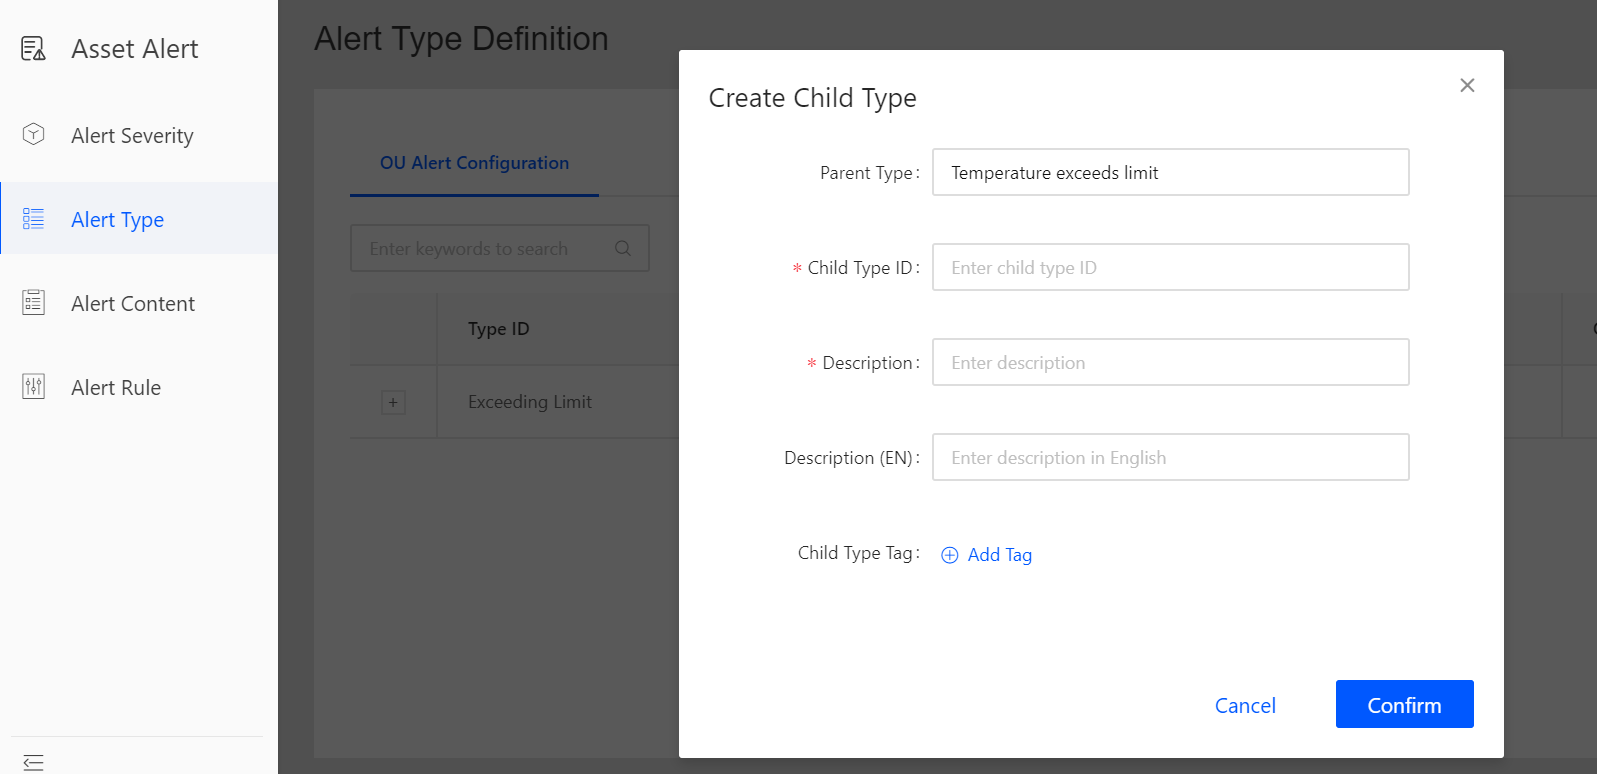 Asset Alert
Alert Severity
Alert Type
Alert Content
Alert Rule
Alert Type Definition
OU Alert Configuration
Enter keywords to search
Type ID
+ Exceeding Limit
Create Child Type
Parent Type: Temperature exceeds limit
* Child Type ID: Enter child type ID
* Description: Enter description
Description (EN): Enter description in English
Child Type Tag: Add Tag
Cancel Confirm